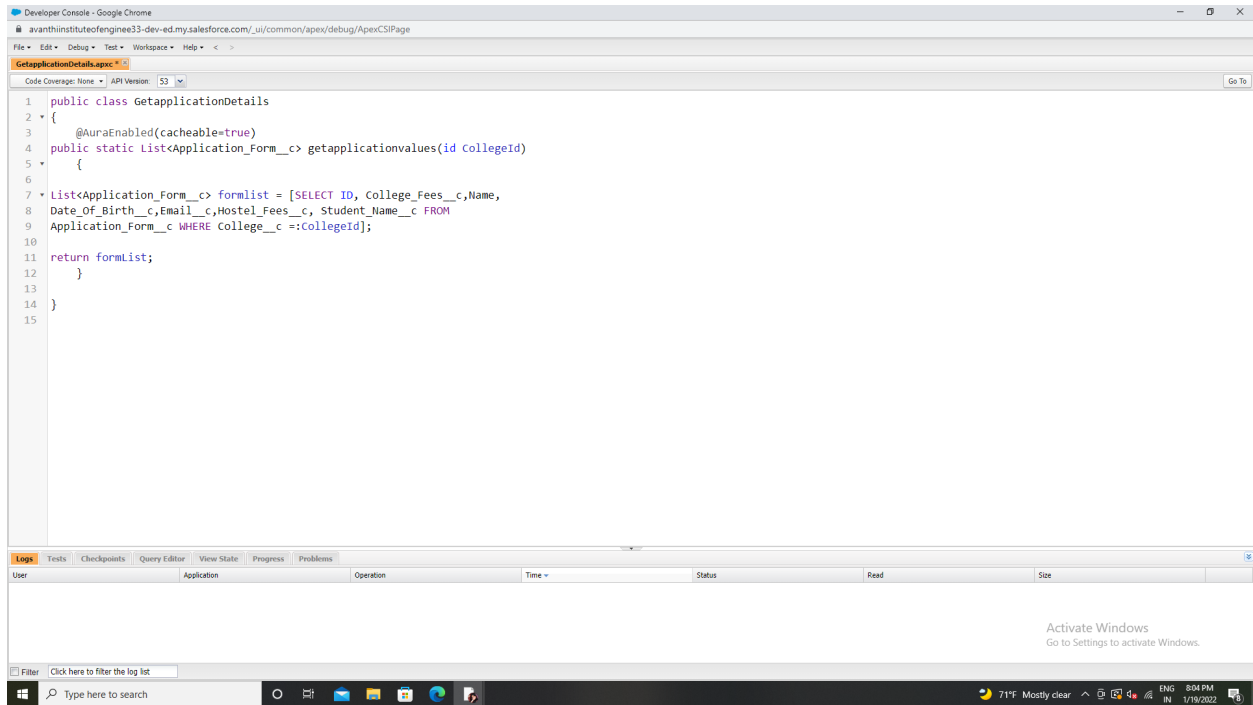 Developer Console - Google Chrome
avanthiinstituteofenginee33-dev-ed.my.salesforce.com/_ui/common/apex/debug/ApexCSIPage
File Edit Debug Test Workspace Help < >
GetapplicationDetails.apxc *
Code Coverage: None API Version: 53 Go To
1 public class GetapplicationDetails
2 {
3 @AuraEnabled(cacheable=true)
4 public static List<Application_Form__c> getapplicationvalues(id CollegeId)
5 {
6
7 List<Application_Form__c> formlist = [SELECT ID, College_Fees__c,Name,
8 Date_Of_Birth__c,Email__c,Hostel_Fees__c, Student_Name__c FROM
9 Application_Form__c WHERE College__c =:CollegeId];
10
11 return formList;
12 }
13
14 }
15
Logs Tests Checkpoints Query Editor View State Progress Problems
User Application Operation Time Status Read Size
Activate Windows
Go to Settings to activate Windows.
Filter Click here to filter the log list
Type here to search 71°F Mostly clear ENG 8:04 PM
IN 1/19/2022 8